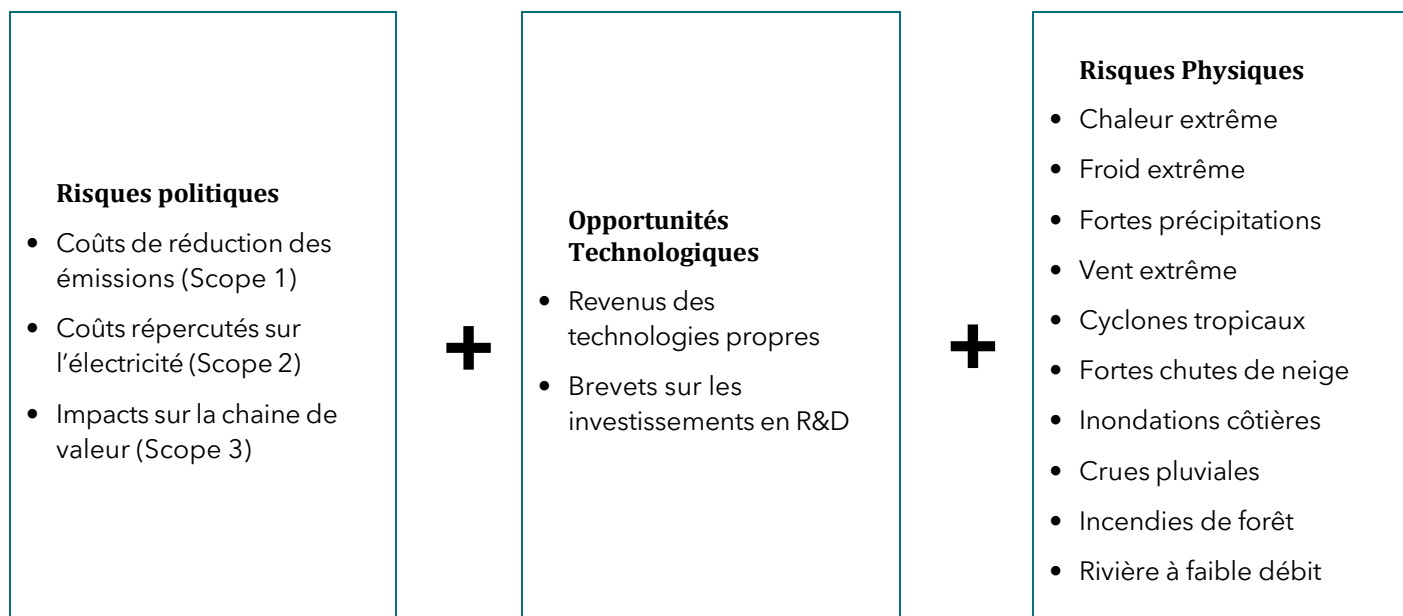 Risques politiques
• Coûts de réduction des
émissions (Scope 1)
• Coûts répercutés sur
l’électricité (Scope 2)
• Impacts sur la chaine de
valeur (Scope 3)
+
Opportunités
Technologiques
• Revenus des
technologies propres
• Brevets sur les
investissements en R&D
+
Risques Physiques
• Chaleur extrême
• Froid extrême
• Fortes précipitations
• Vent extrême
• Cyclones tropicaux
• Fortes chutes de neige
• Inondations côtières
• Crues pluviales
• Incendies de forêt
• Rivière à faible débit